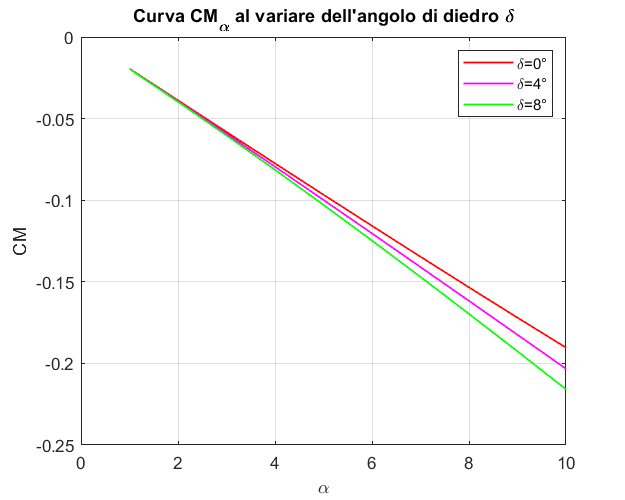 Curva CM_α al variare dell'angolo di diedro δ
δ=0°
δ=4°
δ=8°
0
-0.05
-0.1
-0.15
-0.2
-0.25
CM
0 2 4 6 8 10
α